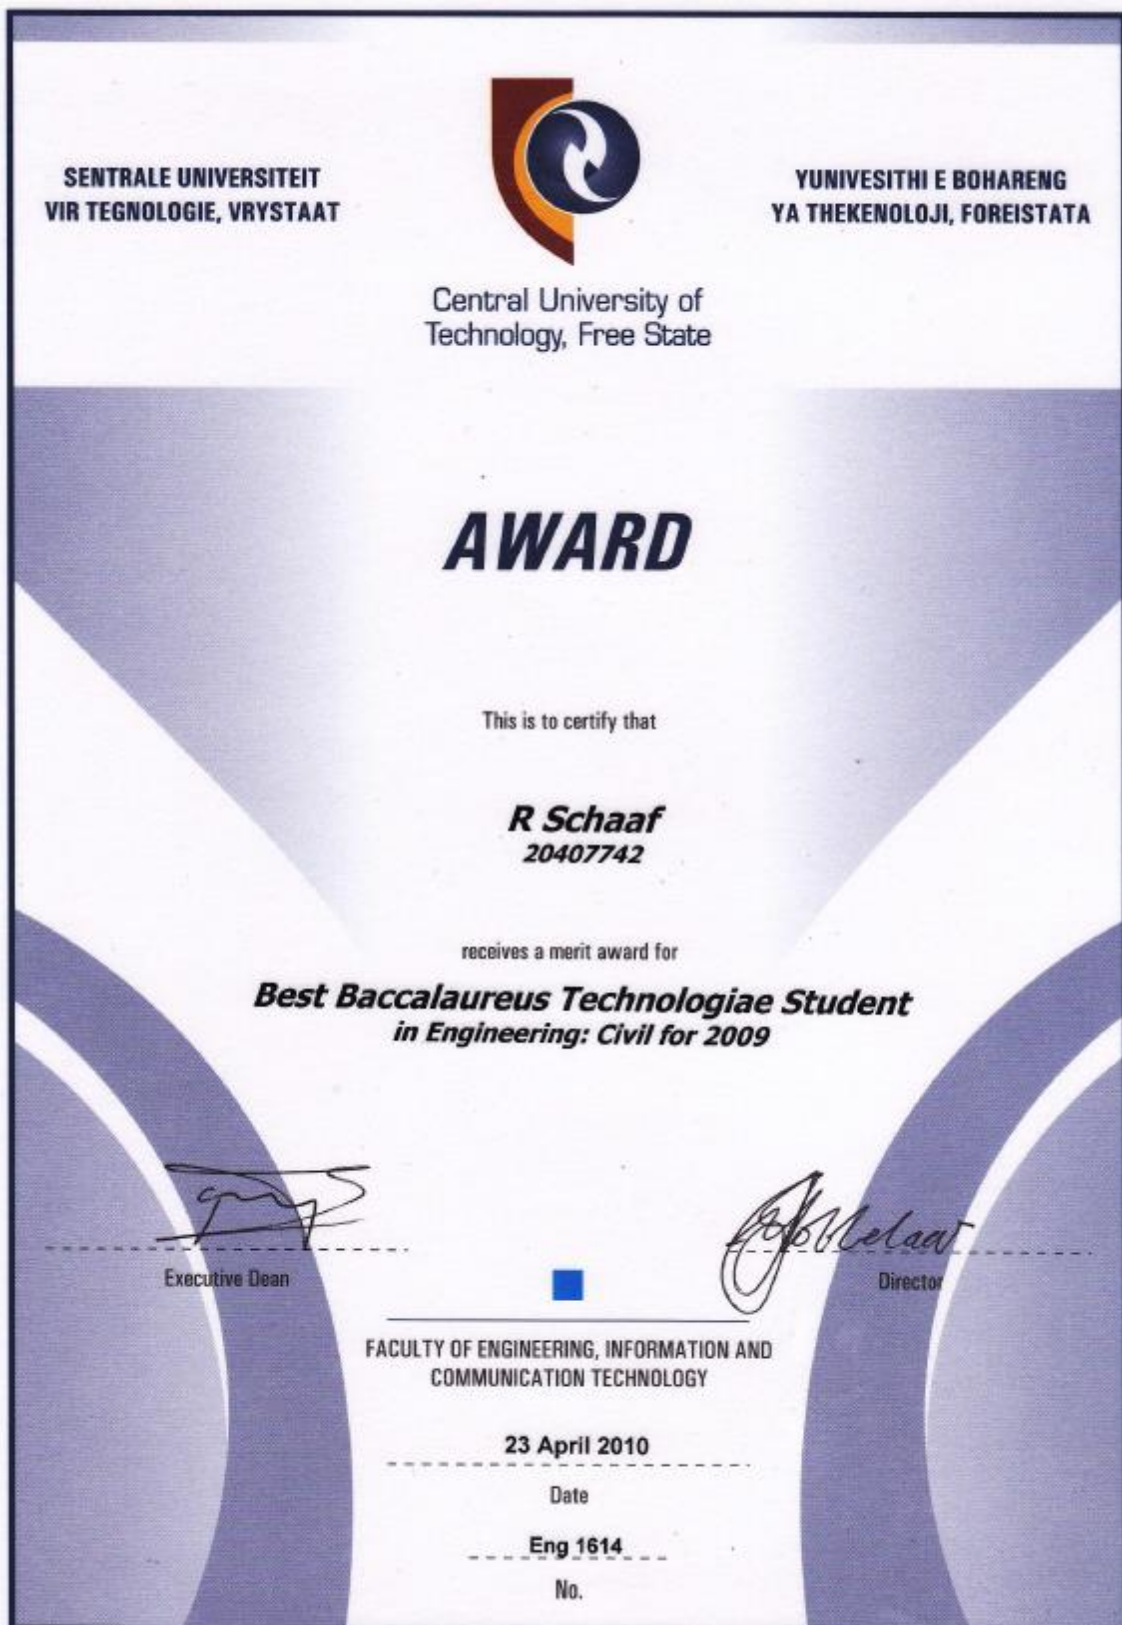 SENTRALE UNIVERSITEIT
VIR TEGNOLOGIE, VRYSTAAT
YUNIVESITHI E BOHARENG
YA THEKENOLOJI, FOREISTATA
Central University of
Technology, Free State
AWARD
This is to certify that
R Schaaf
20407742
receives a merit award for
Best Baccalaureus Technologiae Student
in Engineering: Civil for 2009
Executive Dean
Director
FACULTY OF ENGINEERING, INFORMATION AND
COMMUNICATION TECHNOLOGY
23 April 2010
Date
Eng 1614
No.